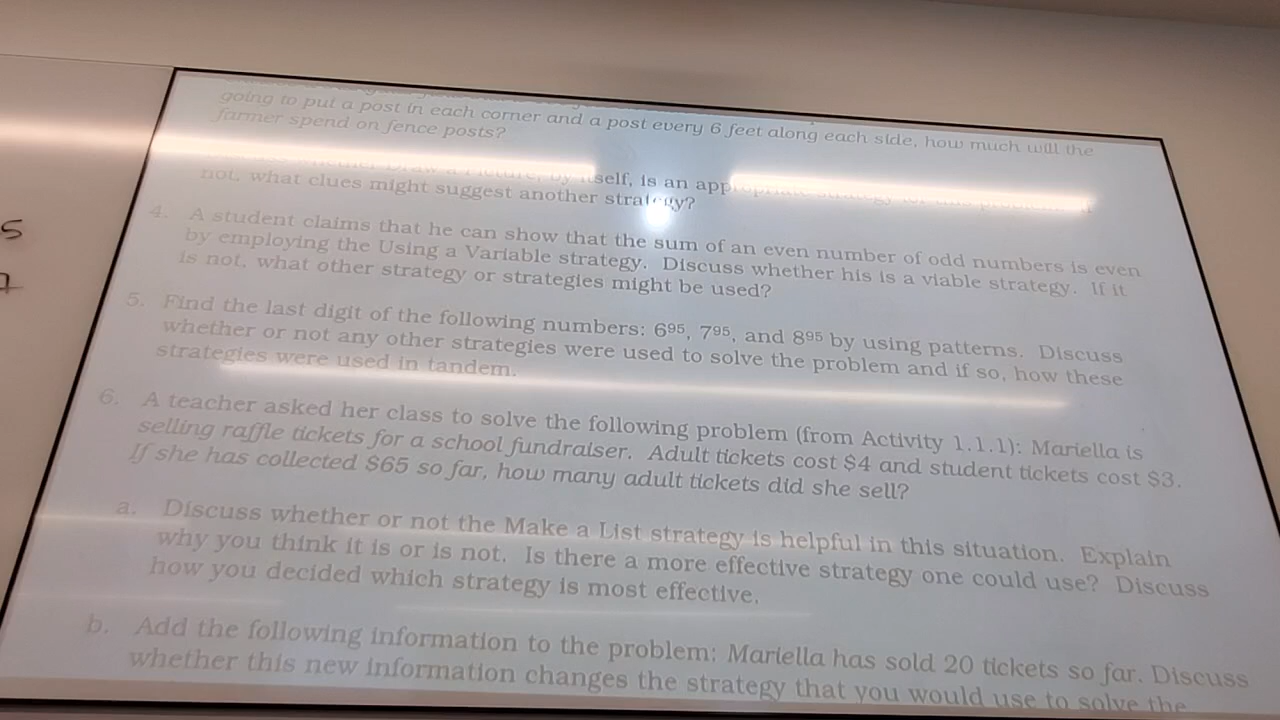 going to put a post in each corner and a post every 6 feet along each side, how much will the
farmer spend on fence posts?
self, is an
not, what clues might suggest another strategy?
4. A student claims that he can show that the sum of an even number of odd numbers is even
by employing the Using a Variable strategy. Discuss whether his is a viable strategy. If it
is not, what other strategy or strategies might be used?
5. Find the last digit of the following numbers: 6⁹⁵, 7⁹⁵, and 8⁹⁵ by using patterns. Discuss
whether or not any other strategies were used to solve the problem and if so, how these
strategies were used in tandem.
6. A teacher asked her class to solve the following problem (from Activity 1.1.1): Mariella is
selling raffle tickets for a school fundraiser. Adult tickets cost $4 and student tickets cost $3.
If she has collected $65 so far, how many adult tickets did she sell?
a. Discuss whether or not the Make a List strategy is helpful in this situation. Explain
why you think it is or is not. Is there a more effective strategy one could use? Discuss
how you decided which strategy is most effective.
b. Add the following information to the problem: Mariella has sold 20 tickets so far. Discuss
whether this new information changes the strategy that you would use to solve the